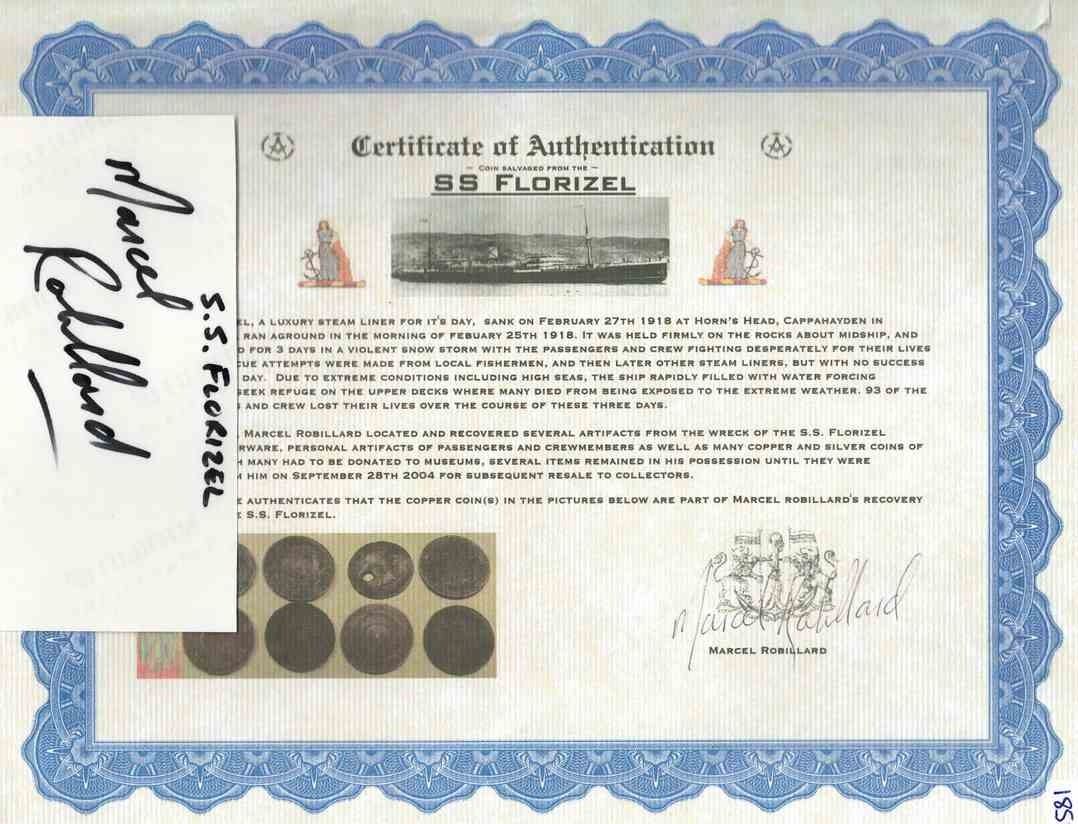 Certificate of Authentication
~ Coin salvaged from the ~
SS Florizel
EL, A LUXURY STEAM LINER FOR IT'S DAY, SANK ON FEBRUARY 27TH 1918 AT HORN'S HEAD, CAPPAHAYDEN IN
RAN AGROUND IN THE MORNING OF FEBUARY 25TH 1918. IT WAS HELD FIRMLY ON THE ROCKS ABOUT MIDSHIP, AND
D FOR 3 DAYS IN A VIOLENT SNOW STORM WITH THE PASSENGERS AND CREW FIGHTING DESPERATELY FOR THEIR LIVES
CUE ATTEMPTS WERE MADE FROM LOCAL FISHERMEN, AND THEN LATER OTHER STEAM LINERS, BUT WITH NO SUCCESS
DAY. DUE TO EXTREME CONDITIONS INCLUDING HIGH SEAS, THE SHIP RAPIDLY FILLED WITH WATER FORCING
SEEK REFUGE ON THE UPPER DECKS WHERE MANY DIED FROM BEING EXPOSED TO THE EXTREME WEATHER. 93 OF THE
AND CREW LOST THEIR LIVES OVER THE COURSE OF THESE THREE DAYS.
, MARCEL ROBILLARD LOCATED AND RECOVERED SEVERAL ARTIFACTS FROM THE WRECK OF THE S.S. FLORIZEL
RWARE, PERSONAL ARTIFACTS OF PASSENGERS AND CREWMEMBERS AS WELL AS MANY COPPER AND SILVER COINS OF
H MANY HAD TO BE DONATED TO MUSEUMS, SEVERAL ITEMS REMAINED IN HIS POSSESSION UNTIL THEY WERE
M HIM ON SEPTEMBER 28TH 2004 FOR SUBSEQUENT RESALE TO COLLECTORS.
E AUTHENTICATES THAT THE COPPER COIN(S) IN THE PICTURES BELOW ARE PART OF MARCEL ROBILLARD'S RECOVERY
E S.S. FLORIZEL.
Marcel Robillard
MARCEL ROBILLARD
Marcel
Robillard
S.S. FLORIZEL
185